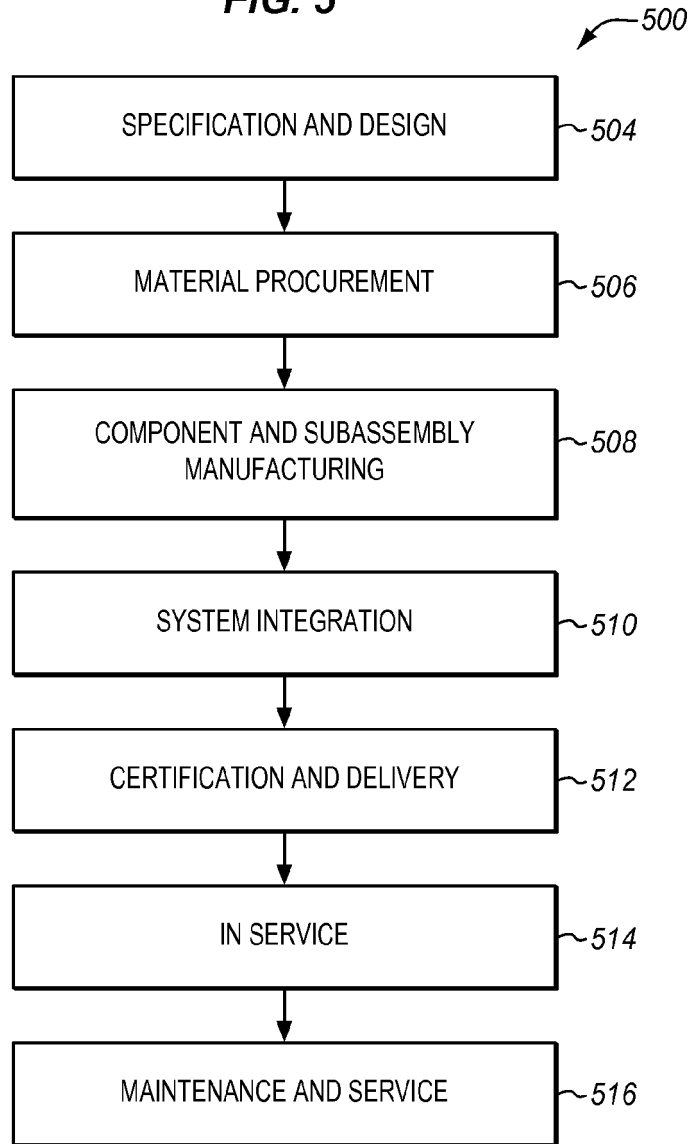 FIG. 5
500
SPECIFICATION AND DESIGN
504
MATERIAL PROCUREMENT
506
COMPONENT AND SUBASSEMBLY
MANUFACTURING
508
SYSTEM INTEGRATION
510
CERTIFICATION AND DELIVERY
512
IN SERVICE
514
MAINTENANCE AND SERVICE
516